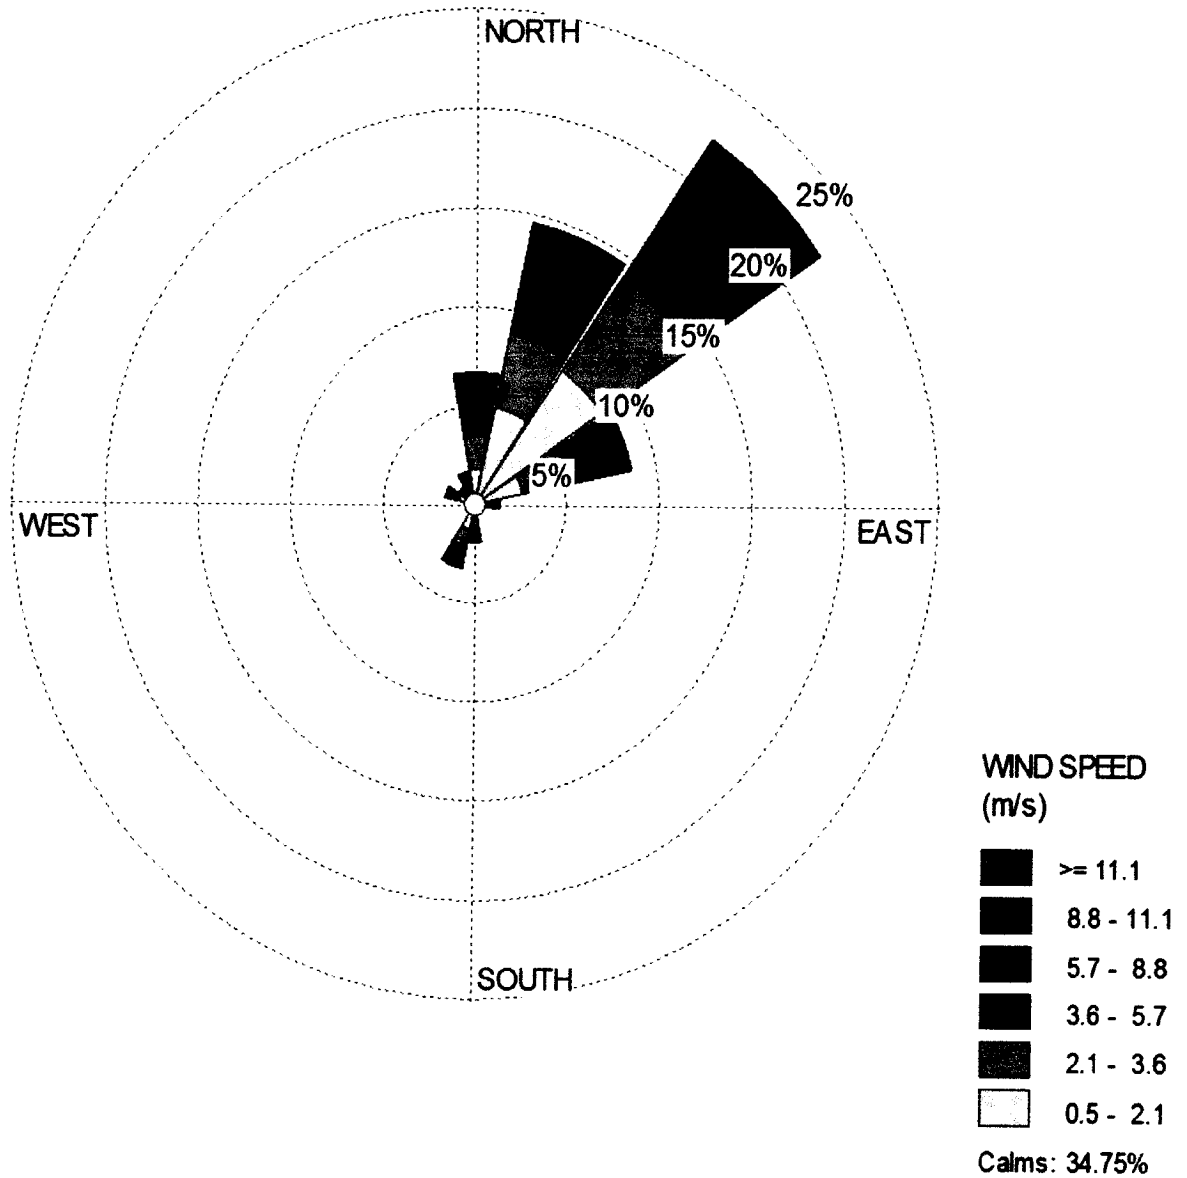 NORTH
25%
20%
15%
10%
5%
WEST
EAST
SOUTH
WIND SPEED
(m/s)
>= 11.1
8.8 - 11.1
5.7 - 8.8
3.6 - 5.7
2.1 - 3.6
0.5 - 2.1
Calms: 34.75%